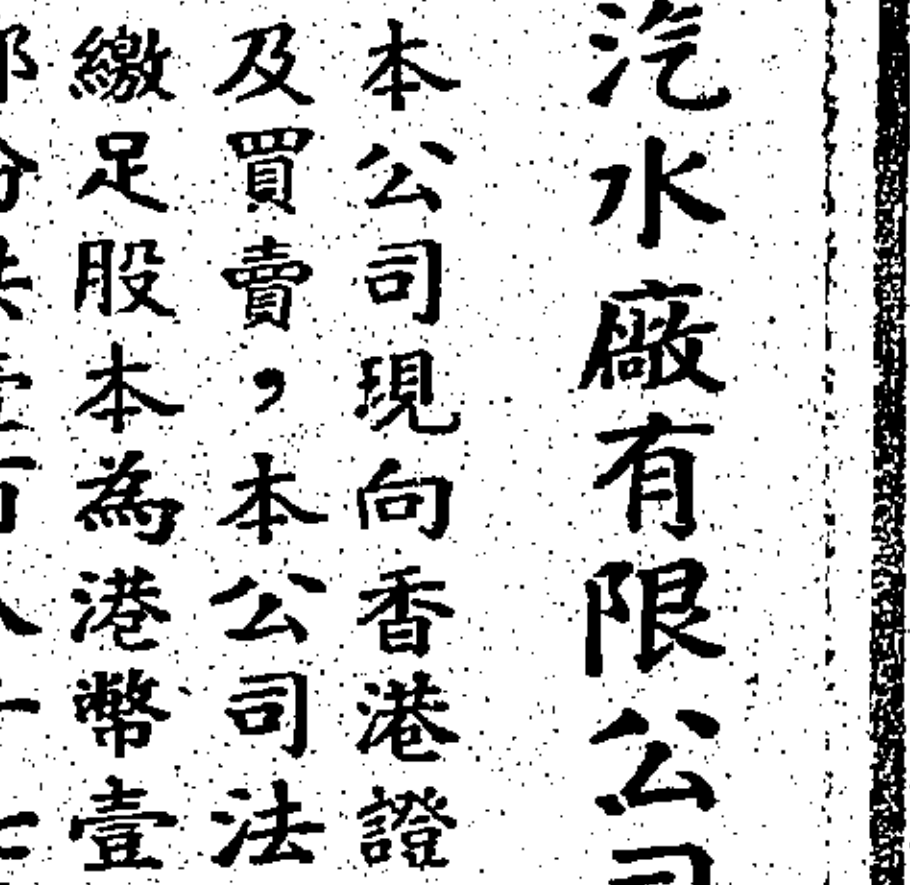 汽水廠有限公司
本公司現向香港證
及買賣，本公司法
繳足股本為港幣壹